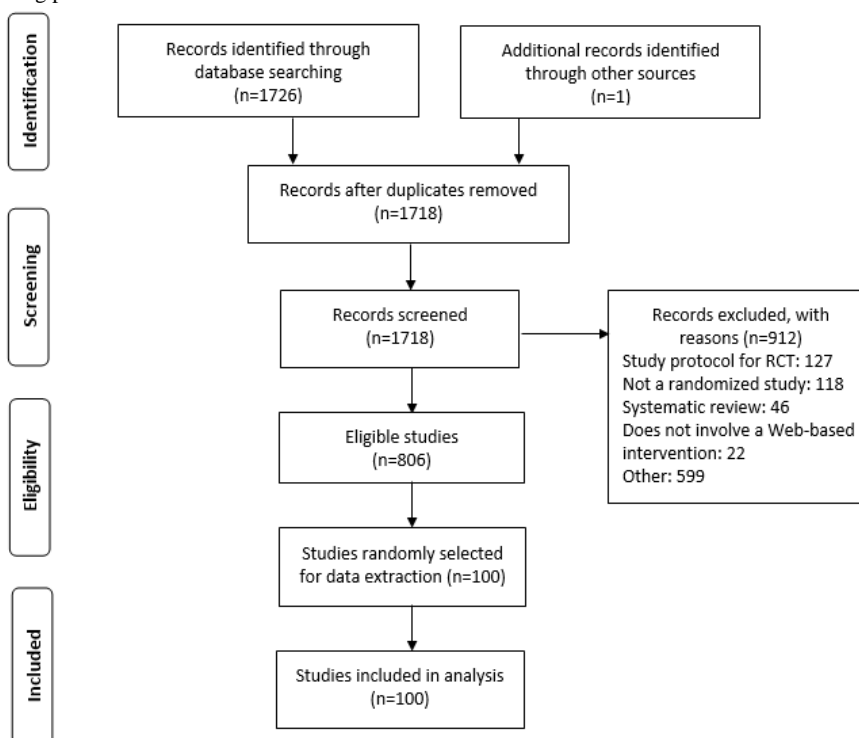 Identification
Records identified through
database searching
(n=1726)
Additional records identified
through other sources
(n=1)
Records after duplicates removed
(n=1718)
Screening
Records screened
(n=1718)
Records excluded, with
reasons (n=912)
Study protocol for RCT: 127
Not a randomized study: 118
Systematic review: 46
Does not involve a Web-based
intervention: 22
Other: 599
Eligibility
Eligible studies
(n=806)
Studies randomly selected
for data extraction (n=100)
Included
Studies included in analysis
(n=100)